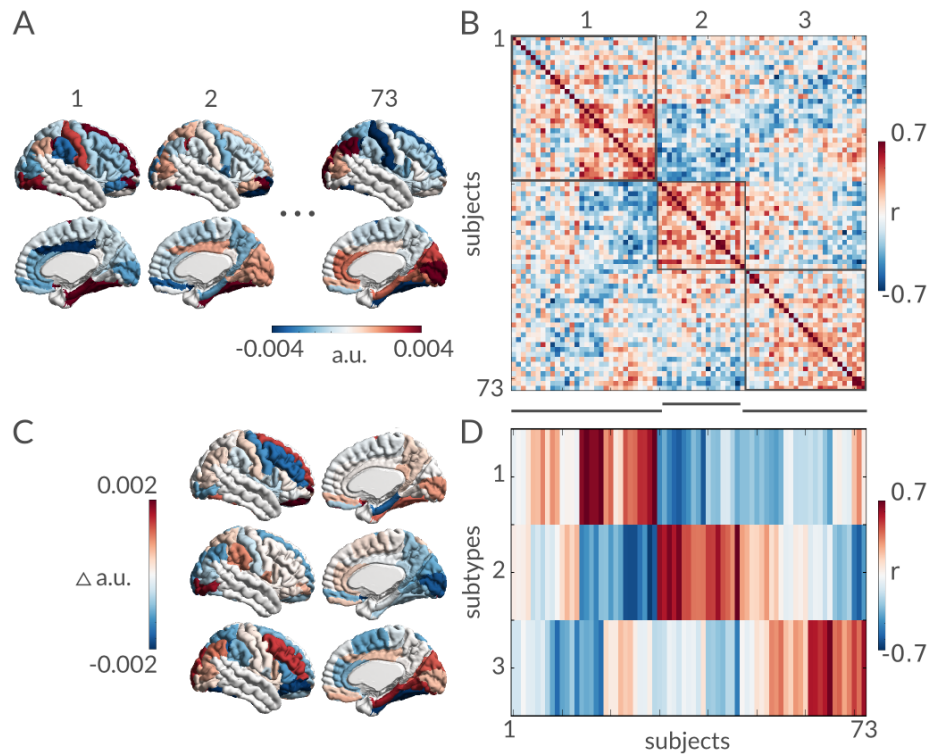 A
1 2 73
...
-0.004 a.u. 0.004
B
1 2 3
1
subjects
73
0.7
r
-0.7
C
0.002
△ a.u.
-0.002
D
1
2
3
subtypes
1 73
subjects
0.7
r
-0.7